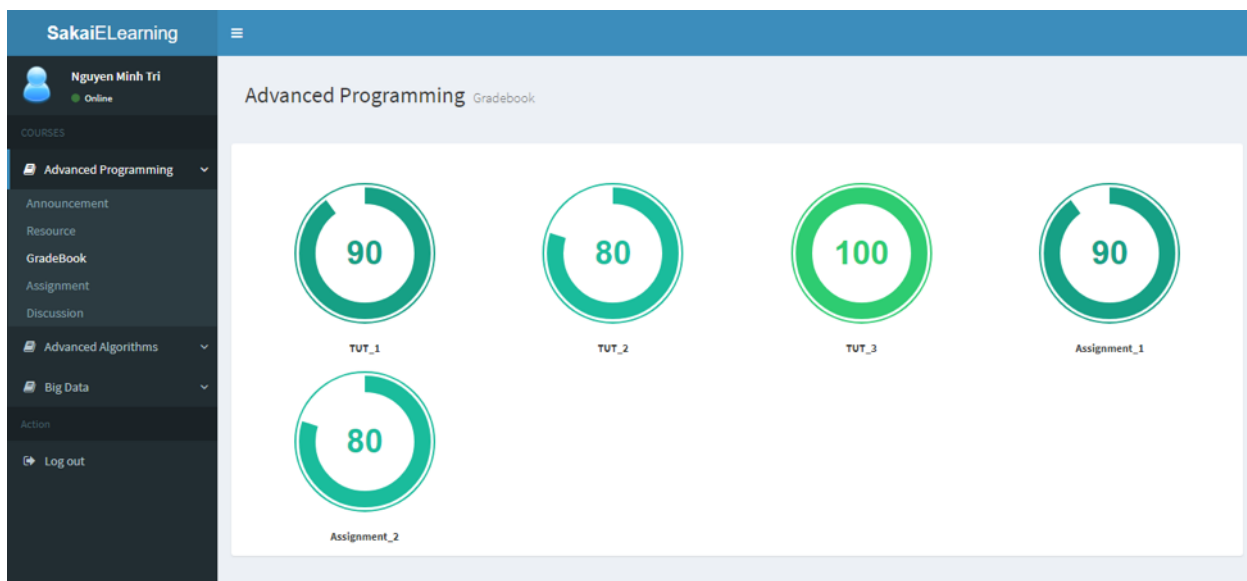 SakaiELearning
Nguyen Minh Tri
Online
COURSES
Advanced Programming
Announcement
Resource
GradeBook
Assignment
Discussion
Advanced Algorithms
Big Data
Action
Log out
Advanced Programming Gradebook
90
TUT_1
80
TUT_2
100
TUT_3
90
Assignment_1
80
Assignment_2